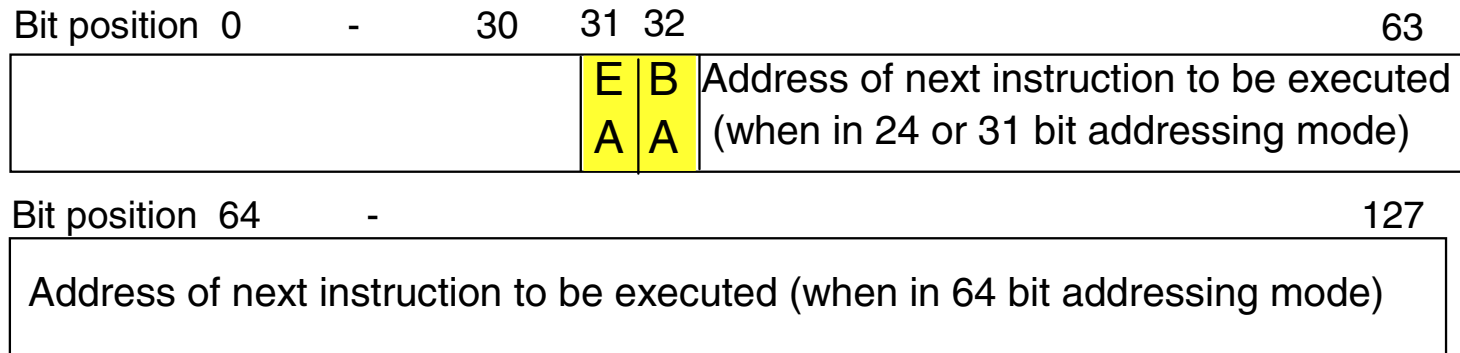 Bit position 0 - 30 31 32 63
E B Address of next instruction to be executed
A A (when in 24 or 31 bit addressing mode)
Bit position 64 - 127
Address of next instruction to be executed (when in 64 bit addressing mode)